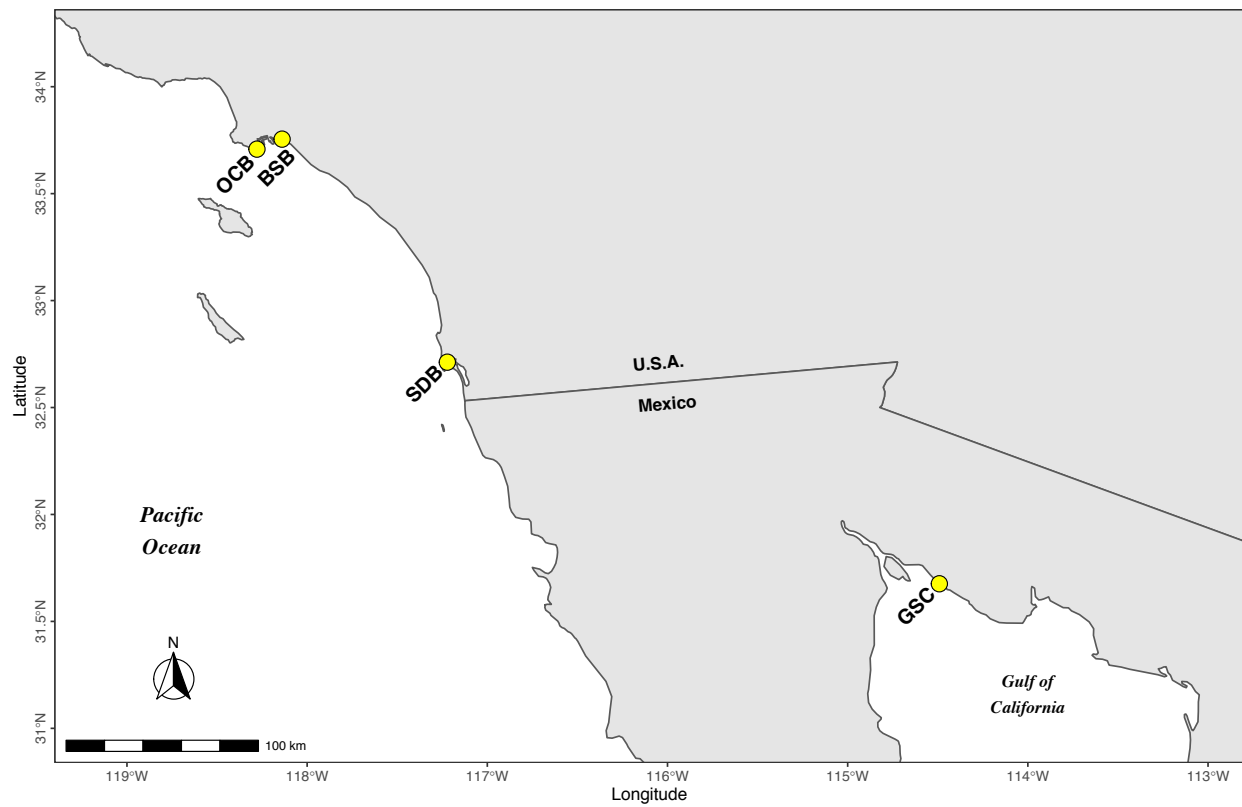 34°N
33.5°N
33°N
32.5°N
32°N
31.5°N
31°N
Latitude
OCB
BSB
SDB
U.S.A.
Mexico
Pacific
Ocean
GSC
Gulf of
California
N
100 km
119°W
118°W
117°W
116°W
115°W
114°W
113°W
Longitude